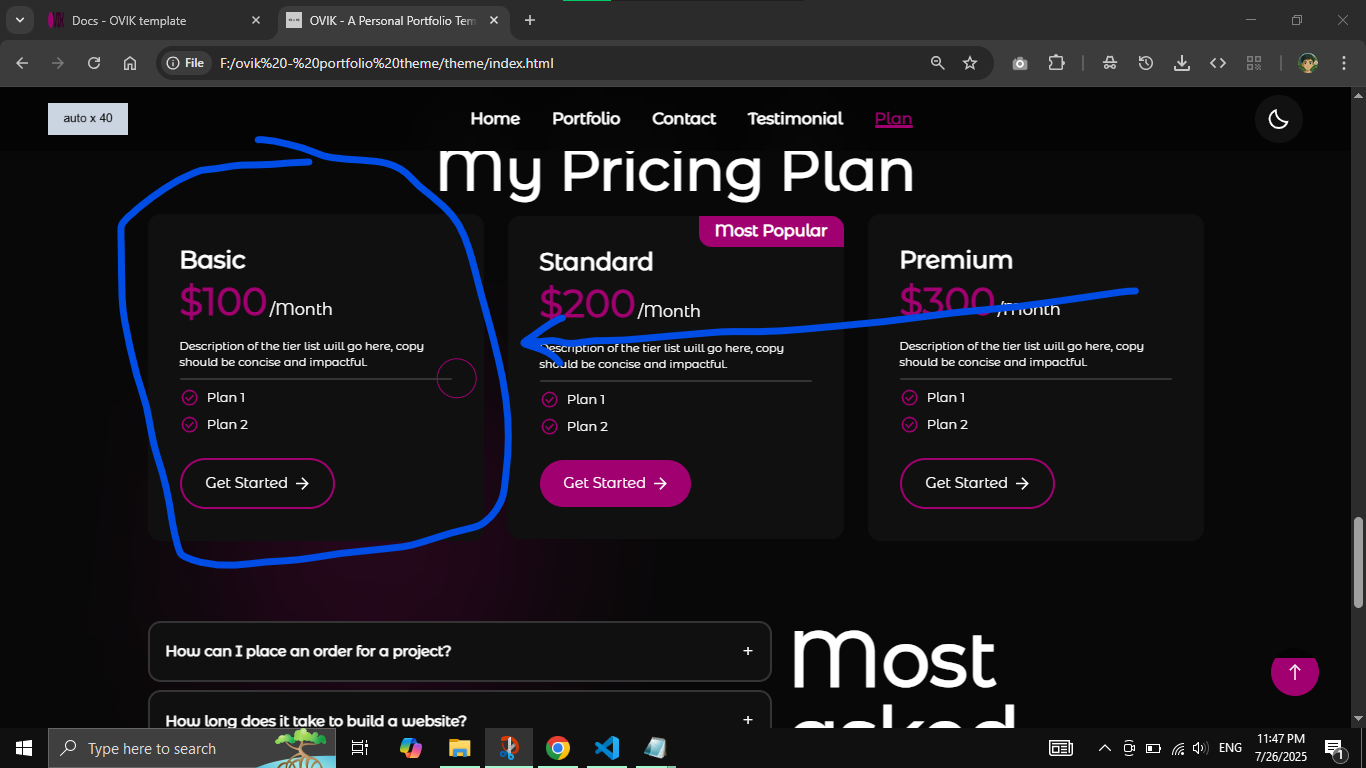 Docs - OVIK template
OVIK - A Personal Portfolio Tem
File
F:/ovik%20-%20portfolio%20theme/theme/index.html
auto x 40
Home
Portfolio
Contact
Testimonial
Plan
My Pricing Plan
Basic
$100/Month
Description of the tier list will go here, copy
should be concise and impactful.
Plan 1
Plan 2
Get Started
Most Popular
Standard
$200/Month
Description of the tier list will go here, copy
should be concise and impactful.
Plan 1
Plan 2
Get Started
Premium
$300/Month
Description of the tier list will go here, copy
should be concise and impactful.
Plan 1
Plan 2
Get Started
How can I place an order for a project?
+
How long does it take to build a website?
+
Most
asked
Type here to search
ENG
11:47 PM
7/26/2025
1